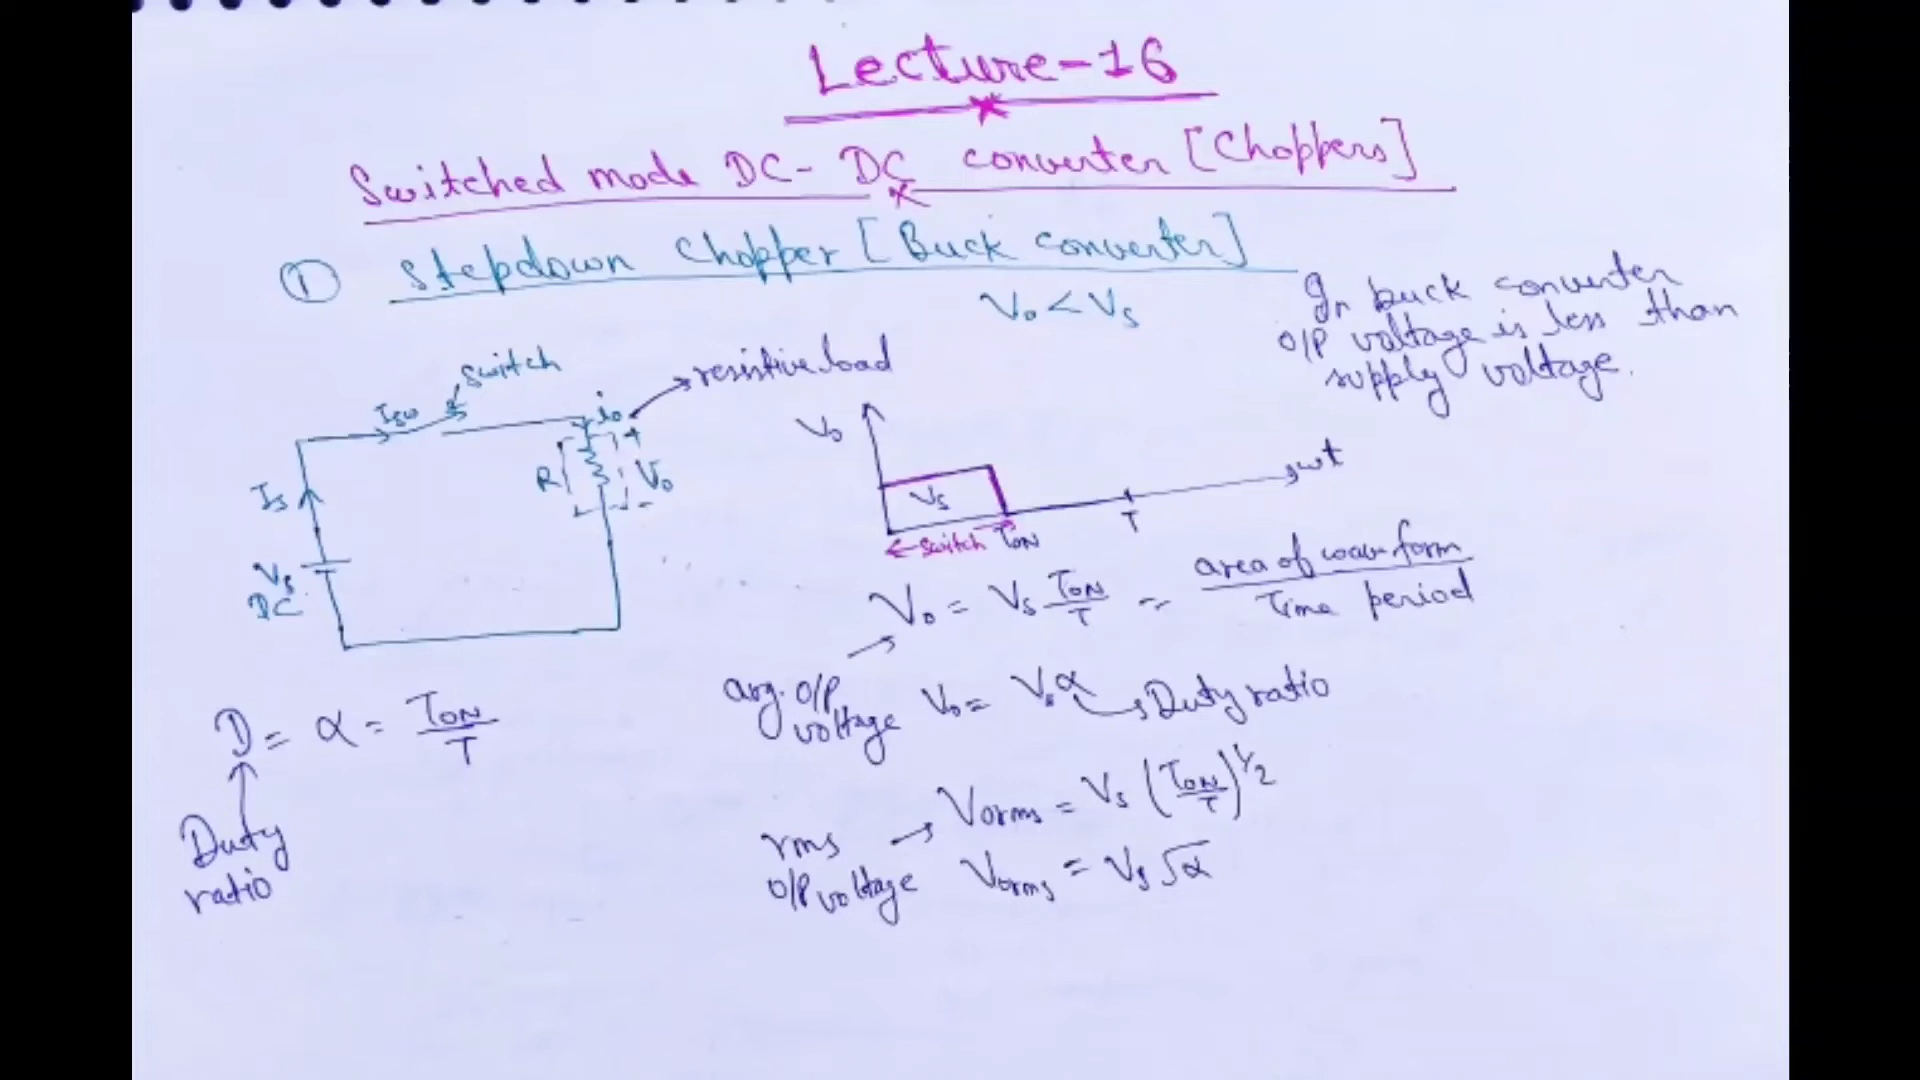 Lecture-16
Switched mode DC-DC converter [Choppers]
① Stepdown Chopper [Buck converter]
V₀ < Vs
In buck converter
O/P voltage is less than
supply voltage.
switch
resistive load
Isw
i₀
R
+
V₀
-
Is
Vs
DC
V₀
Vs
wt
← switch TON
T
V₀ = Vs TON/T = area of waveform/Time period
avg. O/P
voltage
V₀ = Vsα → Duty ratio
D = α = TON/T
Duty
ratio
Vorms = Vs (TON/T)^1/2
rms
O/P voltage
Vorms = Vs √α